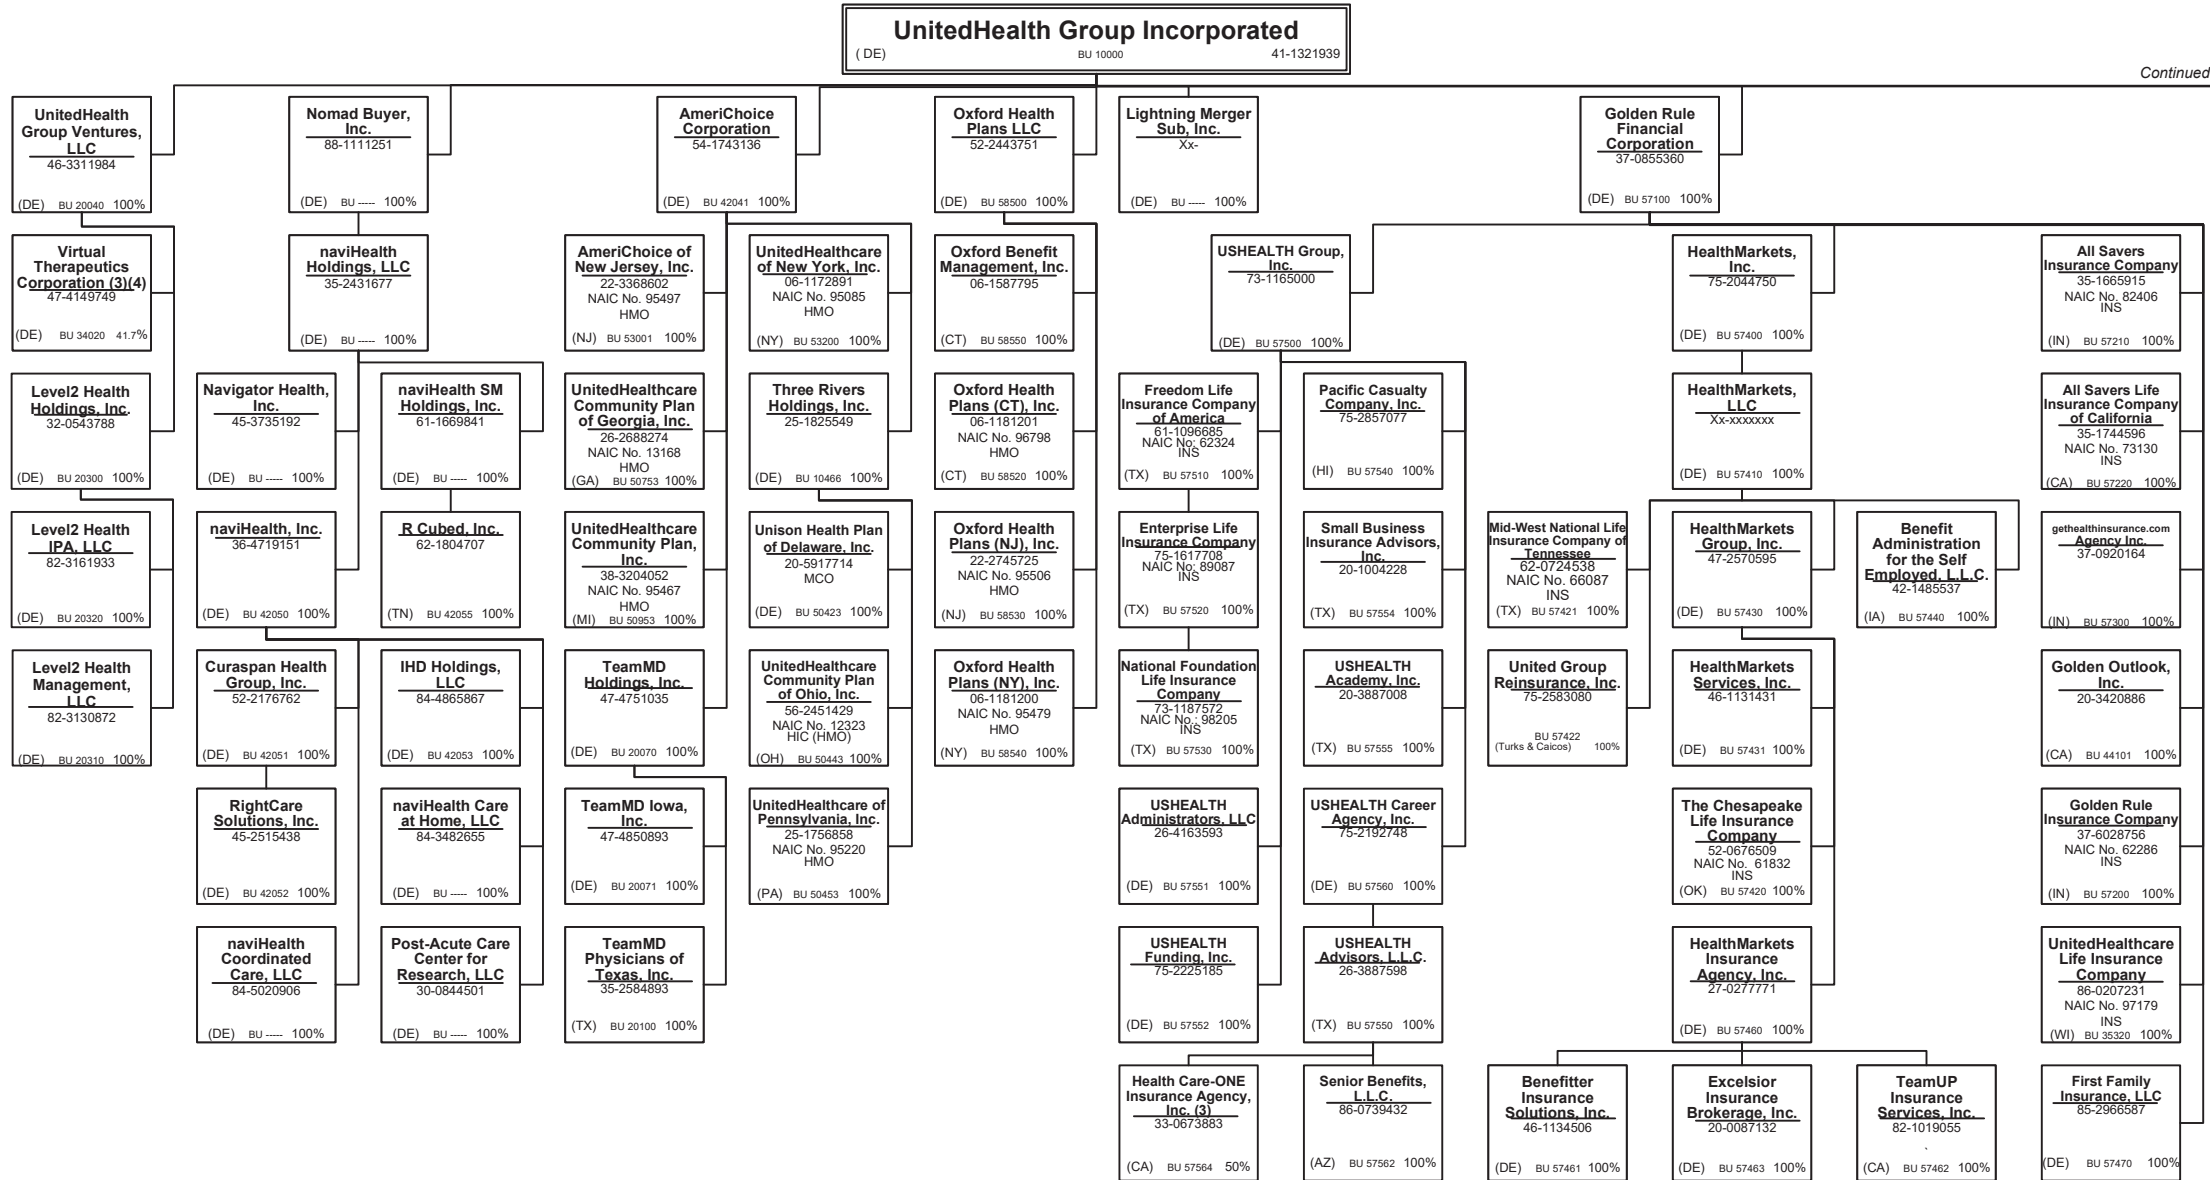 UnitedHealth Group Incorporated
( DE) BU 10000 41-1321939
Continued
UnitedHealth
Group Ventures,
LLC
46-3311984
(DE) BU 20040 100%
Nomad Buyer,
Inc.
88-1111251
(DE) BU ----- 100%
AmeriChoice
Corporation
54-1743136
(DE) BU 42041 100%
Oxford Health
Plans LLC
52-2443751
(DE) BU 58500 100%
Lightning Merger
Sub, Inc.
Xx-
(DE) BU ----- 100%
Golden Rule
Financial
Corporation
37-0855360
(DE) BU 57100 100%
Virtual
Therapeutics
Corporation (3)(4)
47-4149749
(DE) BU 34020 41.7%
naviHealth
Holdings, LLC
35-2431677
(DE) BU ----- 100%
AmeriChoice of
New Jersey, Inc.
22-3368602
NAIC No. 95497
HMO
(NJ) BU 53001 100%
UnitedHealthcare
of New York, Inc.
06-1172891
NAIC No. 95085
HMO
(NY) BU 53200 100%
Oxford Benefit
Management, Inc.
06-1587795
(CT) BU 58550 100%
USHEALTH Group,
Inc.
73-1165000
(DE) BU 57500 100%
HealthMarkets,
Inc.
75-2044750
(DE) BU 57400 100%
All Savers
Insurance Company
35-1665915
NAIC No. 82406
INS
(IN) BU 57210 100%
Level2 Health
Holdings, Inc.
32-0543788
(DE) BU 20300 100%
Navigator Health,
Inc.
45-3735192
(DE) BU ----- 100%
naviHealth SM
Holdings, Inc.
61-1669841
(DE) BU ----- 100%
UnitedHealthcare
Community Plan
of Georgia, Inc.
26-2688274
NAIC No. 13168
HMO
(GA) BU 50753 100%
Three Rivers
Holdings, Inc.
25-1825549
(DE) BU 10466 100%
Oxford Health
Plans (CT), Inc.
06-1181201
NAIC No. 96798
HMO
(CT) BU 58520 100%
Freedom Life
Insurance Company
of America
61-1096685
NAIC No: 62324
INS
(TX) BU 57510 100%
Pacific Casualty
Company, Inc.
75-2857077
(HI) BU 57540 100%
HealthMarkets,
LLC
Xx-xxxxxxx
(DE) BU 57410 100%
All Savers Life
Insurance Company
of California
35-1744596
NAIC No. 73130
INS
(CA) BU 57220 100%
Level2 Health
IPA, LLC
82-3161933
(DE) BU 20320 100%
naviHealth, Inc.
36-4719151
(DE) BU 42050 100%
R Cubed, Inc.
62-1804707
(TN) BU 42055 100%
UnitedHealthcare
Community Plan,
Inc.
38-3204052
NAIC No. 95467
HMO
(MI) BU 50953 100%
Unison Health Plan
of Delaware, Inc.
20-5917714
MCO
(DE) BU 50423 100%
Oxford Health
Plans (NJ), Inc.
22-2745725
NAIC No. 95506
HMO
(NJ) BU 58530 100%
Enterprise Life
Insurance Company
75-1617708
NAIC No: 89087
INS
(TX) BU 57520 100%
Small Business
Insurance Advisors,
Inc.
20-1004228
(TX) BU 57554 100%
Mid-West National Life
Insurance Company of
Tennessee
62-0724538
NAIC No. 66087
(TX) BU 57421 100%
HealthMarkets
Group, Inc.
47-2570595
(DE) BU 57430 100%
Benefit
Administration
for the Self
Employed, L.L.C.
42-1485537
(IA) BU 57440 100%
gethealthinsurance.com
Agency Inc.
37-0920164
(IN) BU 57300 100%
Level2 Health
Management,
LLC
82-3130872
(DE) BU 20310 100%
Curaspan Health
Group, Inc.
52-2176762
(DE) BU 42051 100%
IHD Holdings,
LLC
84-4865867
(DE) BU 42053 100%
TeamMD
Holdings, Inc.
47-4751035
(DE) BU 20070 100%
UnitedHealthcare
Community Plan
of Ohio, Inc.
56-2451429
NAIC No. 12323
HIC (HMO)
(OH) BU 50443 100%
Oxford Health
Plans (NY), Inc.
06-1181200
NAIC No. 95479
HMO
(NY) BU 58540 100%
National Foundation
Life Insurance
Company
73-1187572
NAIC No.: 98205
INS
(TX) BU 57530 100%
USHEALTH
Academy, Inc.
20-3887008
(TX) BU 57555 100%
United Group
Reinsurance, Inc.
75-2583080
BU 57422
(Turks & Caicos) 100%
HealthMarkets
Services, Inc.
46-1131431
(DE) BU 57431 100%
Golden Outlook,
Inc.
20-3420886
(CA) BU 44101 100%
RightCare
Solutions, Inc.
45-2515438
(DE) BU 42052 100%
naviHealth Care
at Home, LLC
84-3482655
(DE) BU ----- 100%
TeamMD Iowa,
Inc.
47-4850893
(DE) BU 20071 100%
UnitedHealthcare of
Pennsylvania, Inc.
25-1756858
NAIC No. 95220
HMO
(PA) BU 50453 100%
USHEALTH
Administrators, LLC
26-4163593
(DE) BU 57551 100%
USHEALTH Career
Agency, Inc.
75-2192748
(DE) BU 57560 100%
The Chesapeake
Life Insurance
Company
52-0676509
NAIC No. 61832
INS
(OK) BU 57420 100%
Golden Rule
Insurance Company
37-6028756
NAIC No. 62286
INS
(IN) BU 57200 100%
naviHealth
Coordinated
Care, LLC
84-5020906
(DE) BU ----- 100%
Post-Acute Care
Center for
Research, LLC
30-0844501
(DE) BU ----- 100%
TeamMD
Physicians of
Texas, Inc.
35-2584893
(TX) BU 20100 100%
USHEALTH
Funding, Inc.
75-2225185
(DE) BU 57552 100%
USHEALTH
Advisors, L.L.C.
26-3887598
(TX) BU 57550 100%
HealthMarkets
Insurance
Agency, Inc.
27-0277771
(DE) BU 57460 100%
UnitedHealthcare
Life Insurance
Company
86-0207231
NAIC No. 97179
INS
(WI) BU 35320 100%
Health Care-ONE
Insurance Agency,
Inc. (3)
33-0673883
(CA) BU 57564 50%
Senior Benefits,
L.L.C.
86-0739432
(AZ) BU 57562 100%
Benefitter
Insurance
Solutions, Inc.
46-1134506
(DE) BU 57461 100%
Excelsior
Insurance
Brokerage, Inc.
20-0087132
(DE) BU 57463 100%
TeamUP
Insurance
Services, Inc.
82-1019055
(CA) BU 57462 100%
First Family
Insurance, LLC
85-2966587
(DE) BU 57470 100%